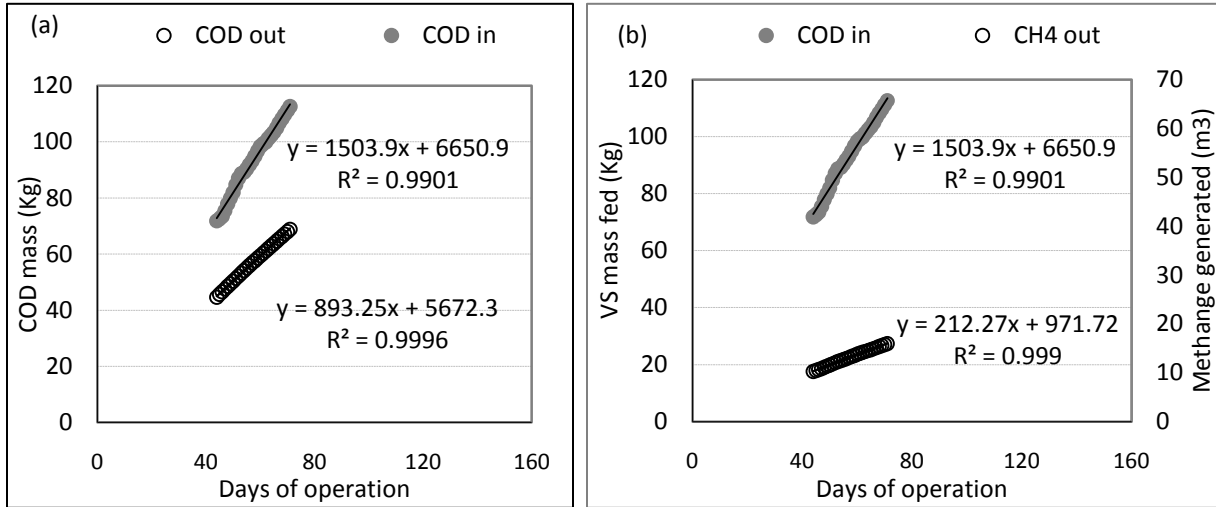 (a)
COD out
COD in
COD mass (Kg)
120
100
80
60
40
20
0
y = 1503.9x + 6650.9
R² = 0.9901
y = 893.25x + 5672.3
R² = 0.9996
0
40
80
120
160
Days of operation
(b)
COD in
CH4 out
VS mass fed (Kg)
120
100
80
60
40
20
0
y = 1503.9x + 6650.9
R² = 0.9901
y = 212.27x + 971.72
R² = 0.999
70
60
50
40
30
20
10
0
Methange generated (m3)
0
40
80
120
160
Days of operation